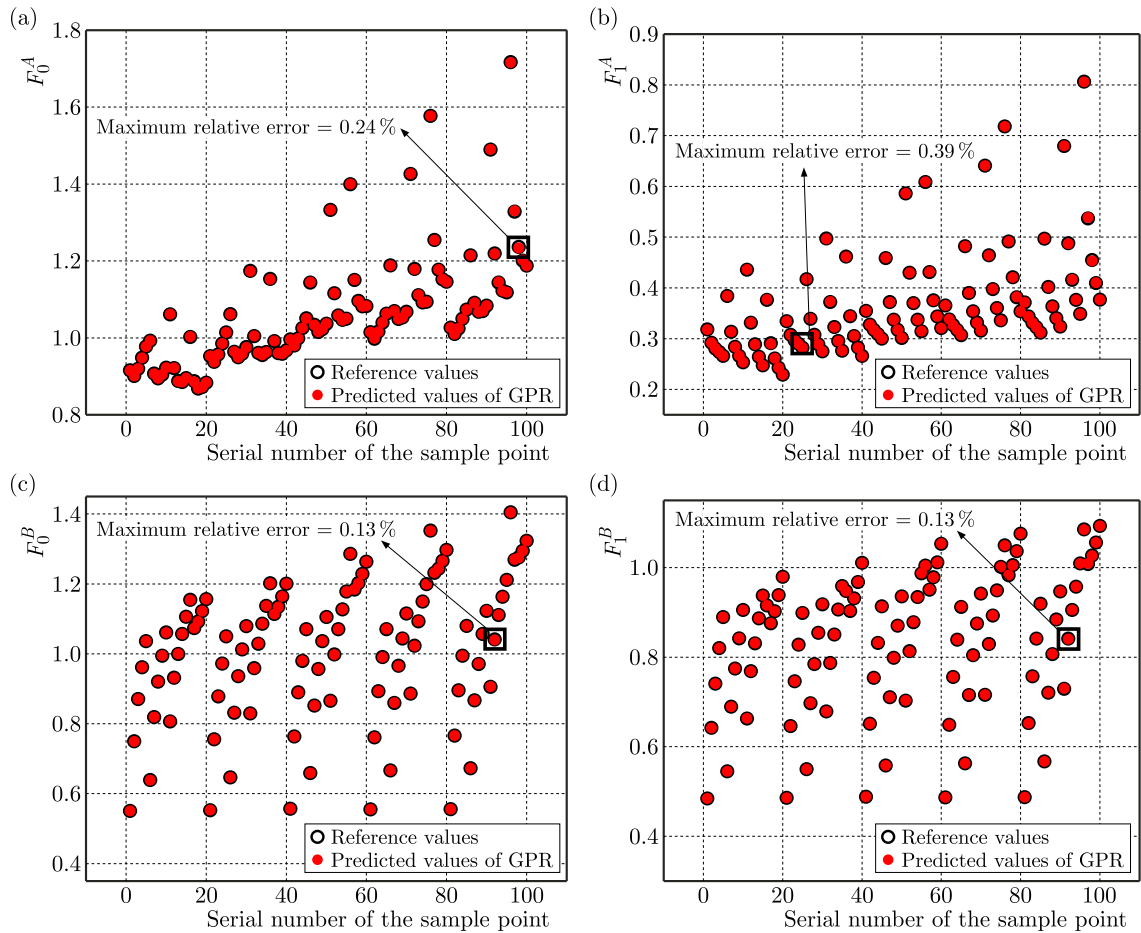 (a)
F_0^A
1.8
1.6
1.4
1.2
1.0
0.8
Maximum relative error = 0.24 %
Reference values
Predicted values of GPR
0 20 40 60 80 100
Serial number of the sample point
(b)
F_1^A
0.9
0.8
0.7
0.6
0.5
0.4
0.3
0.2
Maximum relative error = 0.39 %
Reference values
Predicted values of GPR
0 20 40 60 80 100
Serial number of the sample point
(c)
F_0^B
1.4
1.2
1.0
0.8
0.6
0.4
Maximum relative error = 0.13 %
Reference values
Predicted values of GPR
0 20 40 60 80 100
Serial number of the sample point
(d)
F_1^B
1.0
0.8
0.6
0.4
Maximum relative error = 0.13 %
Reference values
Predicted values of GPR
0 20 40 60 80 100
Serial number of the sample point